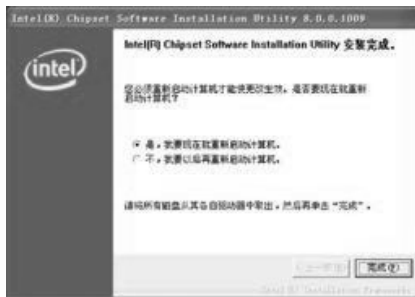 Intel(R) Chipset Software Installation Utility 8.0.0.1009
Intel(R) Chipset Software Installation Utility 安装完成。
intel
您必须重新启动计算机才能使更改生效。是否要现在就重新
启动计算机？
是，我要现在就重新启动计算机。
不，我要以后再重新启动计算机。
请将所有磁盘从其各自驱动器中取出，然后再单击“完成”。
完成
Intel(R) Installation Framework